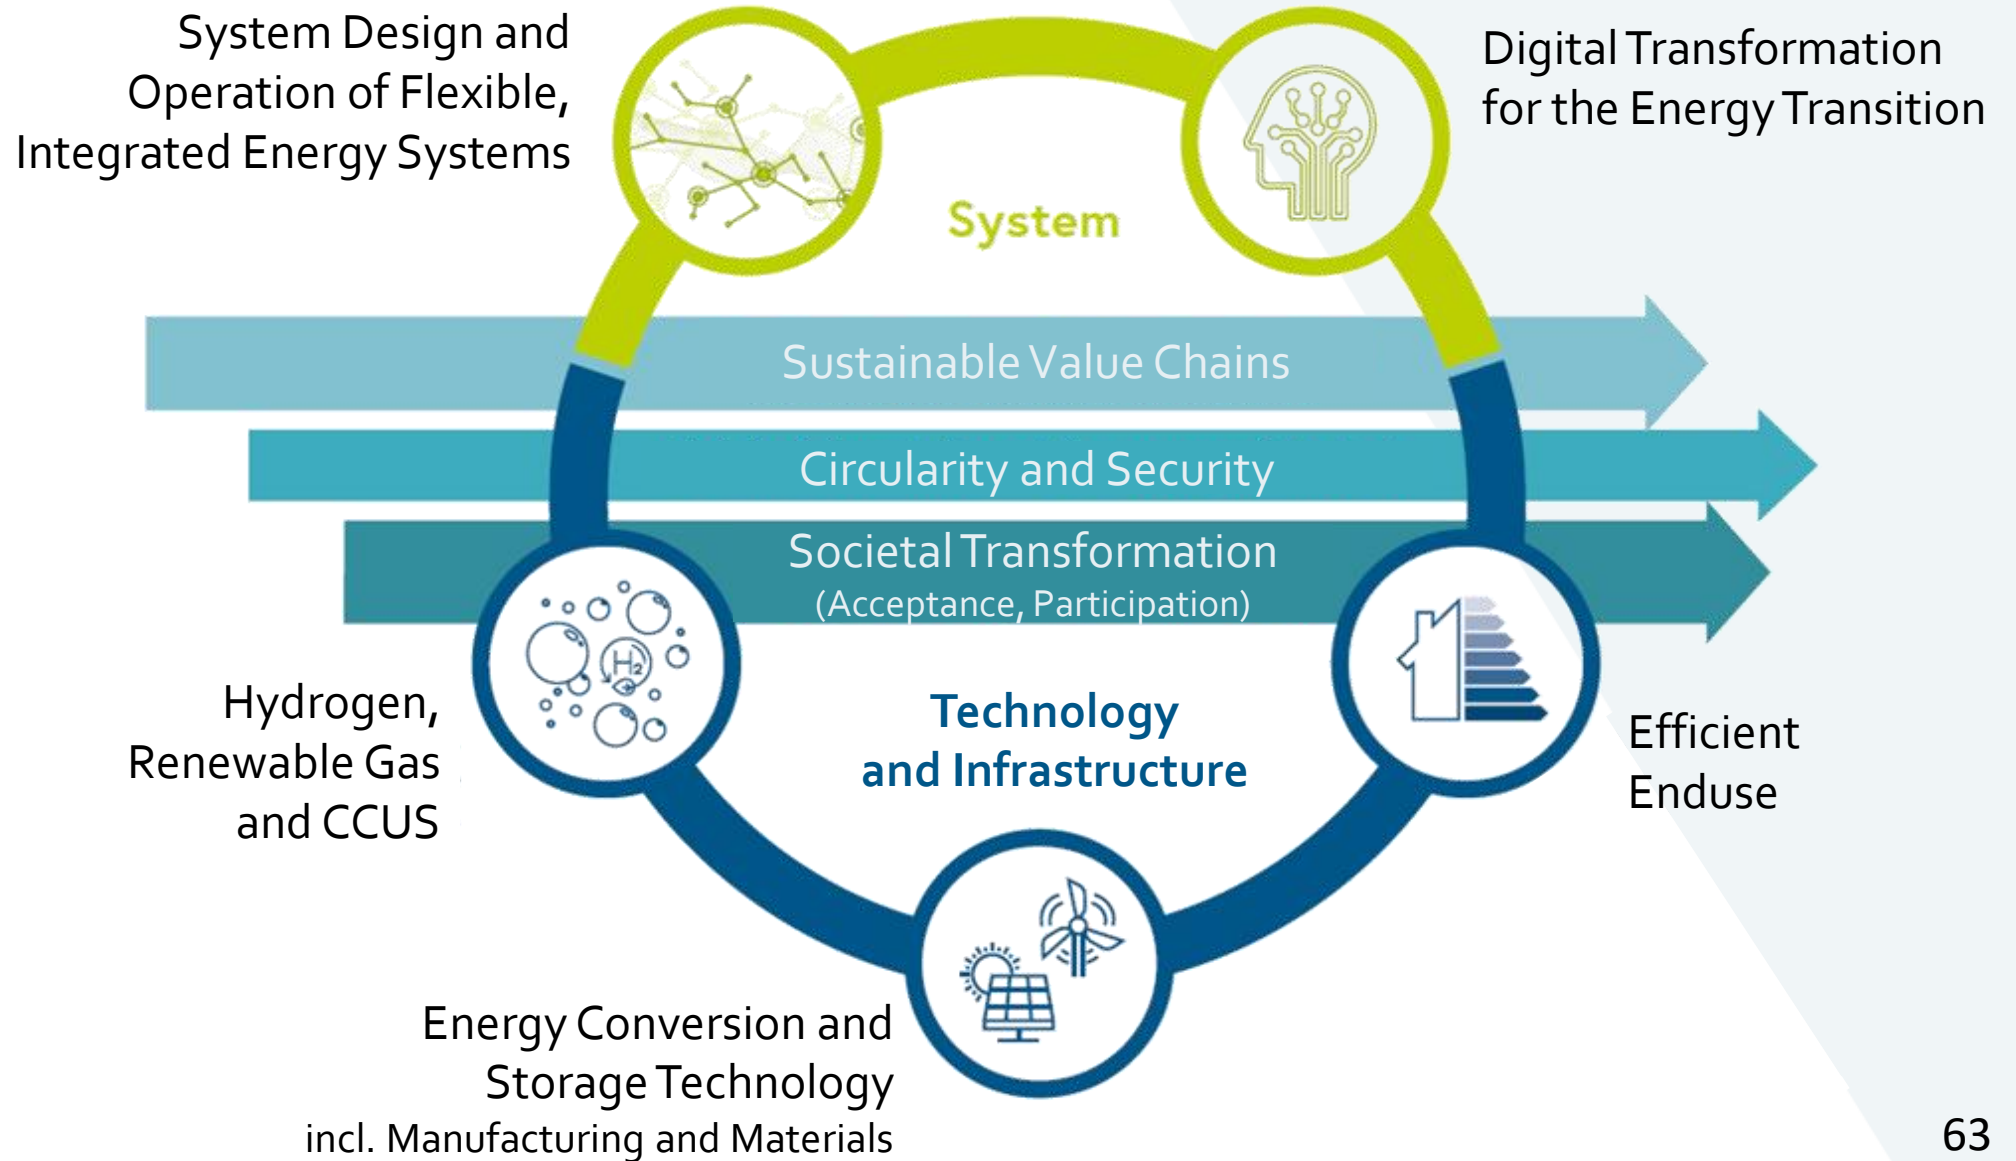 System Design and
Operation of Flexible,
Integrated Energy Systems
Digital Transformation
for the Energy Transition
System
Sustainable Value Chains
Circularity and Security
Societal Transformation
(Acceptance, Participation)
H₂
Hydrogen,
Renewable Gas
and CCUS
Technology
and Infrastructure
Efficient
Enduse
Energy Conversion and
Storage Technology
incl. Manufacturing and Materials
63